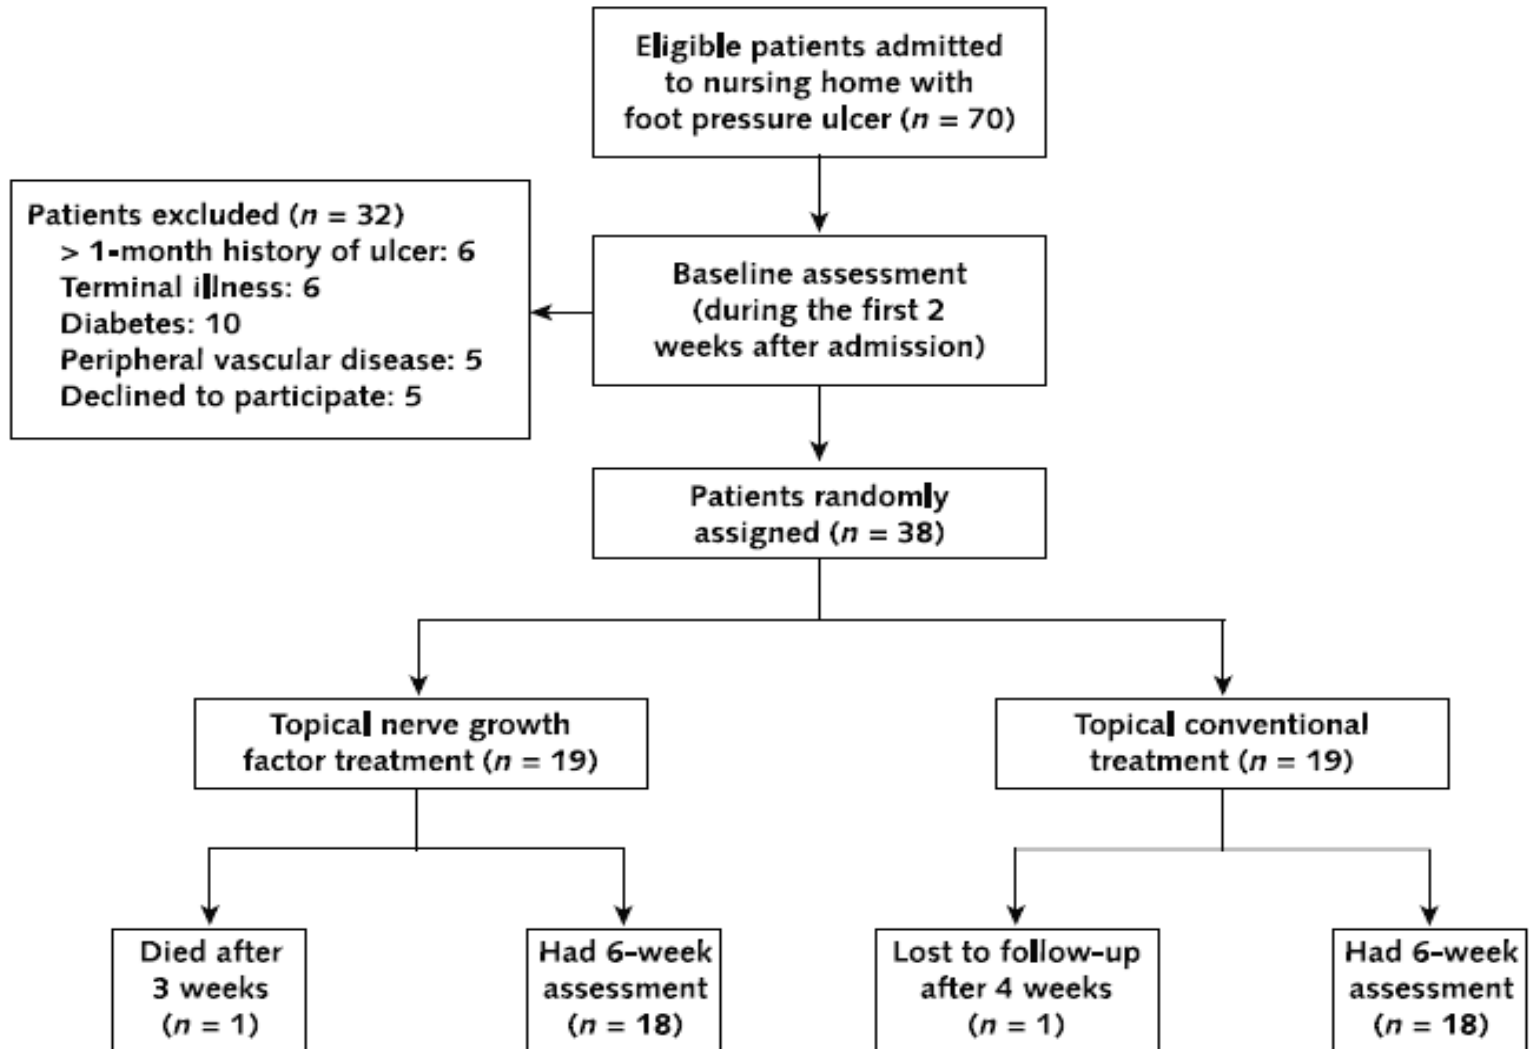 Eligible patients admitted
to nursing home with
foot pressure ulcer (n = 70)
Patients excluded (n = 32)
> 1-month history of ulcer: 6
Terminal illness: 6
Diabetes: 10
Peripheral vascular disease: 5
Declined to participate: 5
Baseline assessment
(during the first 2
weeks after admission)
Patients randomly
assigned (n = 38)
Topical nerve growth
factor treatment (n = 19)
Topical conventional
treatment (n = 19)
Died after
3 weeks
(n = 1)
Had 6-week
assessment
(n = 18)
Lost to follow-up
after 4 weeks
(n = 1)
Had 6-week
assessment
(n = 18)